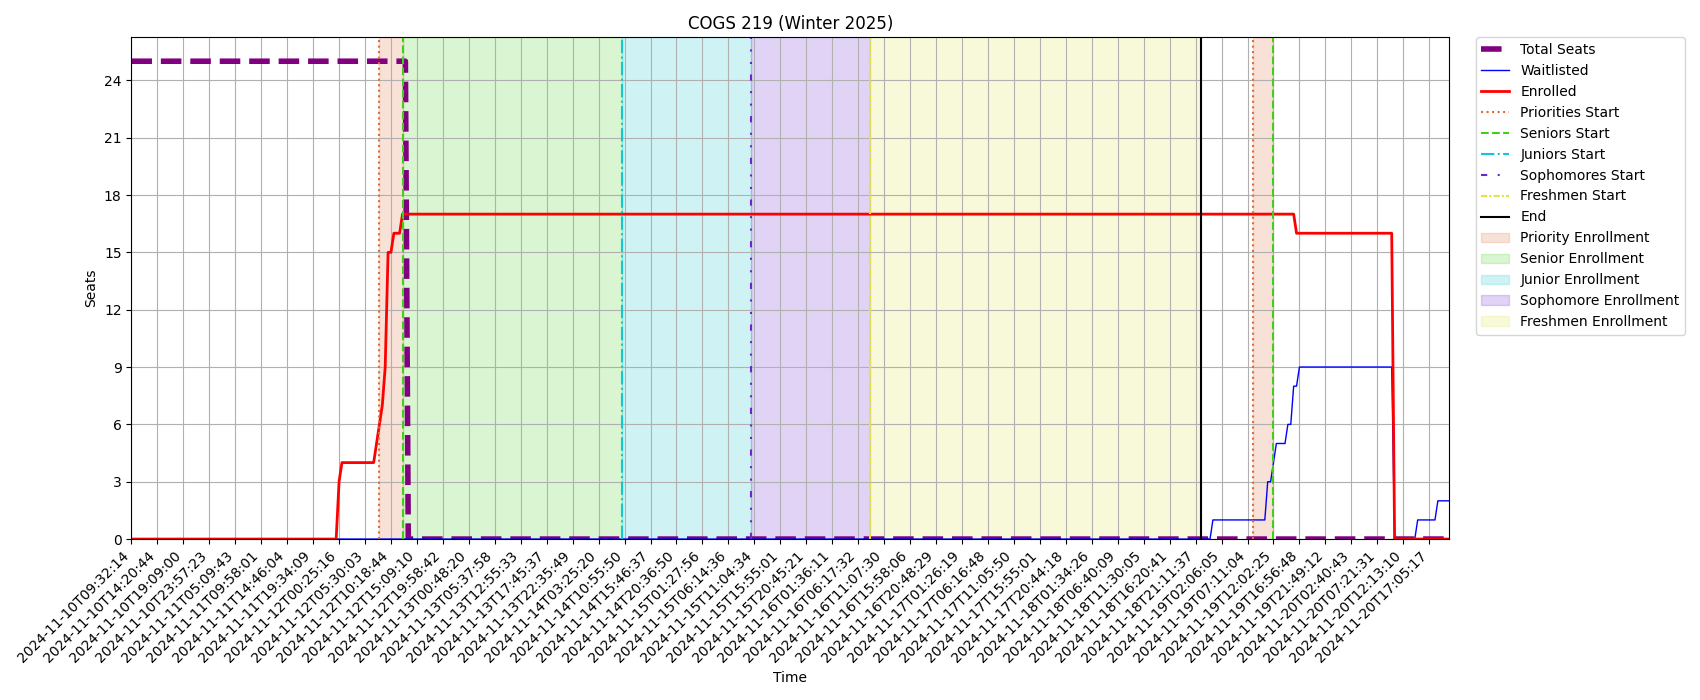 COGS 219 (Winter 2025)
Seats
24
21
18
15
12
9
6
3
0
2024-11-10T09:32:14
2024-11-10T14:20:44
2024-11-10T19:09:00
2024-11-10T23:57:23
2024-11-11T05:09:43
2024-11-11T09:58:01
2024-11-11T14:46:04
2024-11-11T19:34:09
2024-11-12T00:25:16
2024-11-12T05:30:03
2024-11-12T10:18:44
2024-11-12T15:09:10
2024-11-12T19:58:42
2024-11-13T00:48:20
2024-11-13T05:37:58
2024-11-13T12:55:33
2024-11-13T17:45:37
2024-11-13T22:35:49
2024-11-14T03:25:20
2024-11-14T10:55:50
2024-11-14T15:46:37
2024-11-14T20:36:50
2024-11-15T01:27:56
2024-11-15T06:14:36
2024-11-15T11:04:34
2024-11-15T15:55:01
2024-11-15T20:45:21
2024-11-16T01:36:11
2024-11-16T06:17:32
2024-11-16T11:07:30
2024-11-16T15:58:06
2024-11-16T20:48:29
2024-11-17T01:26:19
2024-11-17T06:16:48
2024-11-17T11:05:50
2024-11-17T15:55:01
2024-11-17T20:44:18
2024-11-18T01:34:26
2024-11-18T06:40:09
2024-11-18T11:30:05
2024-11-18T16:20:41
2024-11-18T21:11:37
2024-11-19T02:06:05
2024-11-19T07:11:04
2024-11-19T12:02:25
2024-11-19T16:56:48
2024-11-19T21:49:12
2024-11-20T02:40:43
2024-11-20T07:21:31
2024-11-20T12:13:10
2024-11-20T17:05:17
Time
Total Seats
Waitlisted
Enrolled
Priorities Start
Seniors Start
Juniors Start
Sophomores Start
Freshmen Start
End
Priority Enrollment
Senior Enrollment
Junior Enrollment
Sophomore Enrollment
Freshmen Enrollment